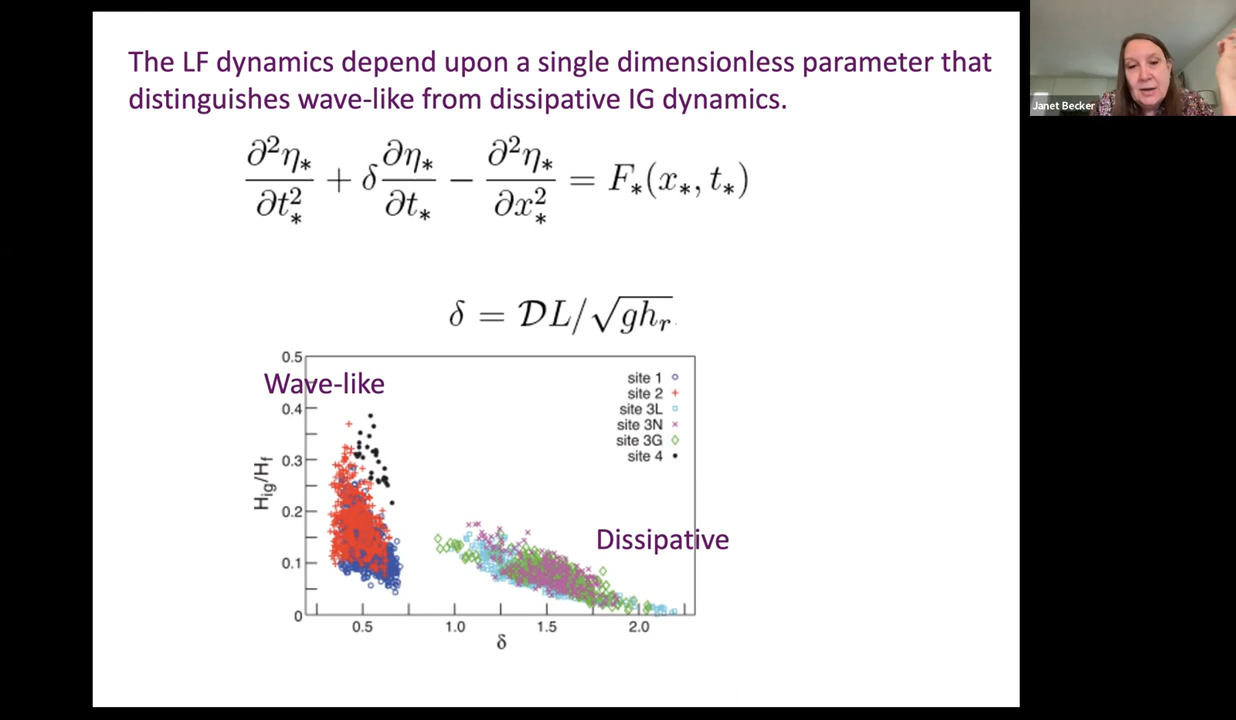 The LF dynamics depend upon a single dimensionless parameter that
distinguishes wave-like from dissipative IG dynamics.
∂²η∗/∂t∗² + δ ∂η∗/∂t∗ − ∂²η∗/∂x∗² = F∗(x∗, t∗)
δ = 𝒟L/√(gh_r)
Wave-like
Dissipative
site 1
site 2
site 3L
site 3N
site 3G
site 4
H_ig/H_f
0.5
0.4
0.3
0.2
0.1
0
0.5 1.0 1.5 2.0
δ
Janet Becker